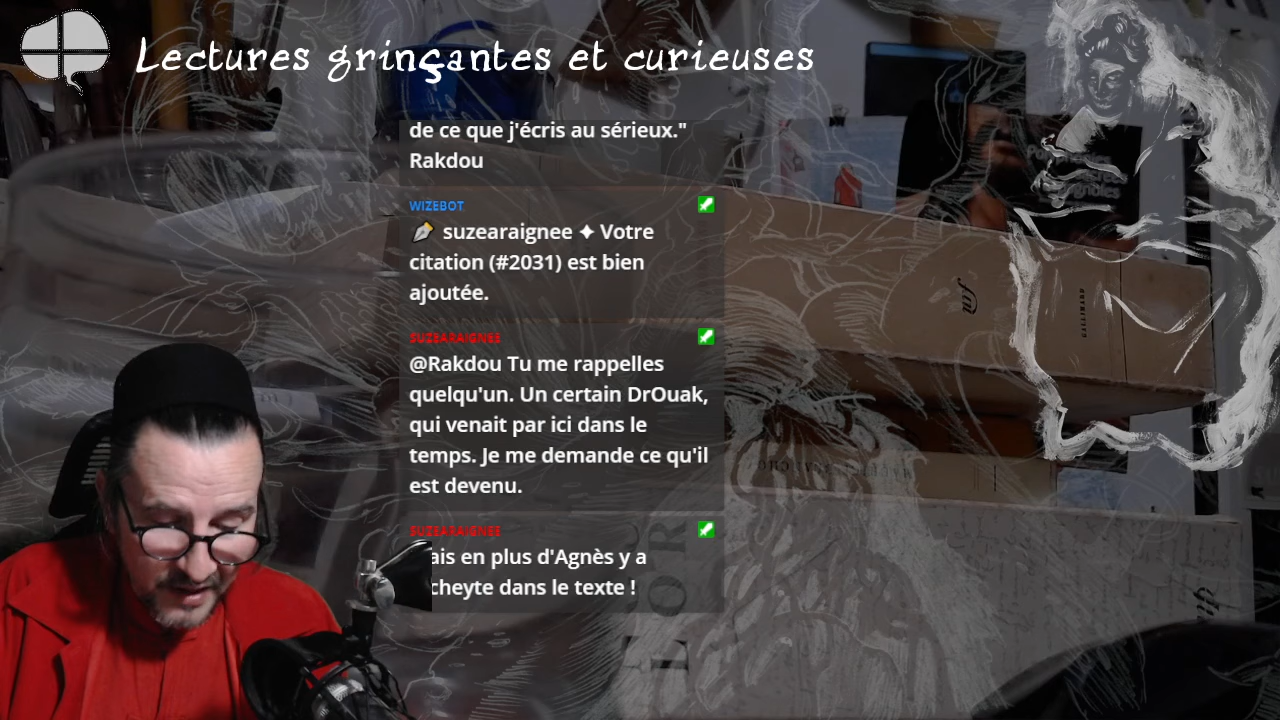 Lectures grinçantes et curieuses
de ce que j'écris au sérieux."
Rakdou
WIZEBOT
suzearaignee ✦ Votre
citation (#2031) est bien
ajoutée.
SUZEARAIGNEE
@Rakdou Tu me rappelles
quelqu'un. Un certain DrOuak,
qui venait par ici dans le
temps. Je me demande ce qu'il
est devenu.
SUZEARAIGNEE
ais en plus d'Agnès y a
cheyte dans le texte !
nrf
GALLIMARD